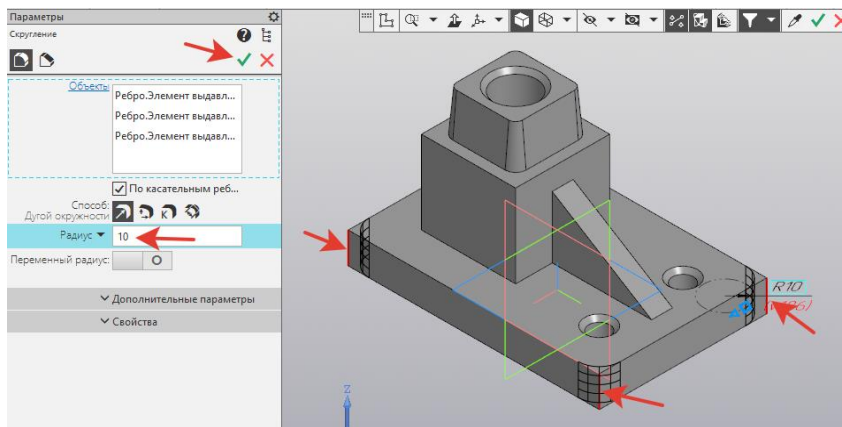 Параметры
Скругление
Объекты
Ребро.Элемент выдавл...
Ребро.Элемент выдавл...
Ребро.Элемент выдавл...
По касательным реб...
Способ:
Дугой окружности
Радиус 10
Переменный радиус:
Дополнительные параметры
Свойства
R10
Z